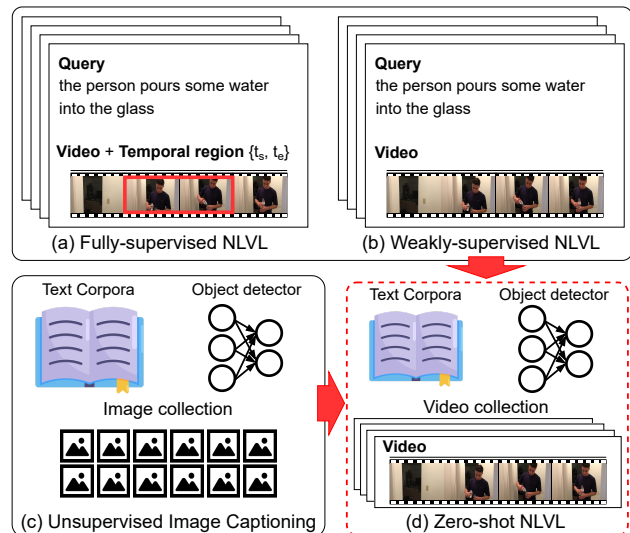 Query
the person pours some water
into the glass
Video + Temporal region {tₛ, tₑ}
(a) Fully-supervised NLVL
Query
the person pours some water
into the glass
Video
(b) Weakly-supervised NLVL
Text Corpora
Object detector
Image collection
(c) Unsupervised Image Captioning
Text Corpora
Object detector
Video collection
Video
(d) Zero-shot NLVL